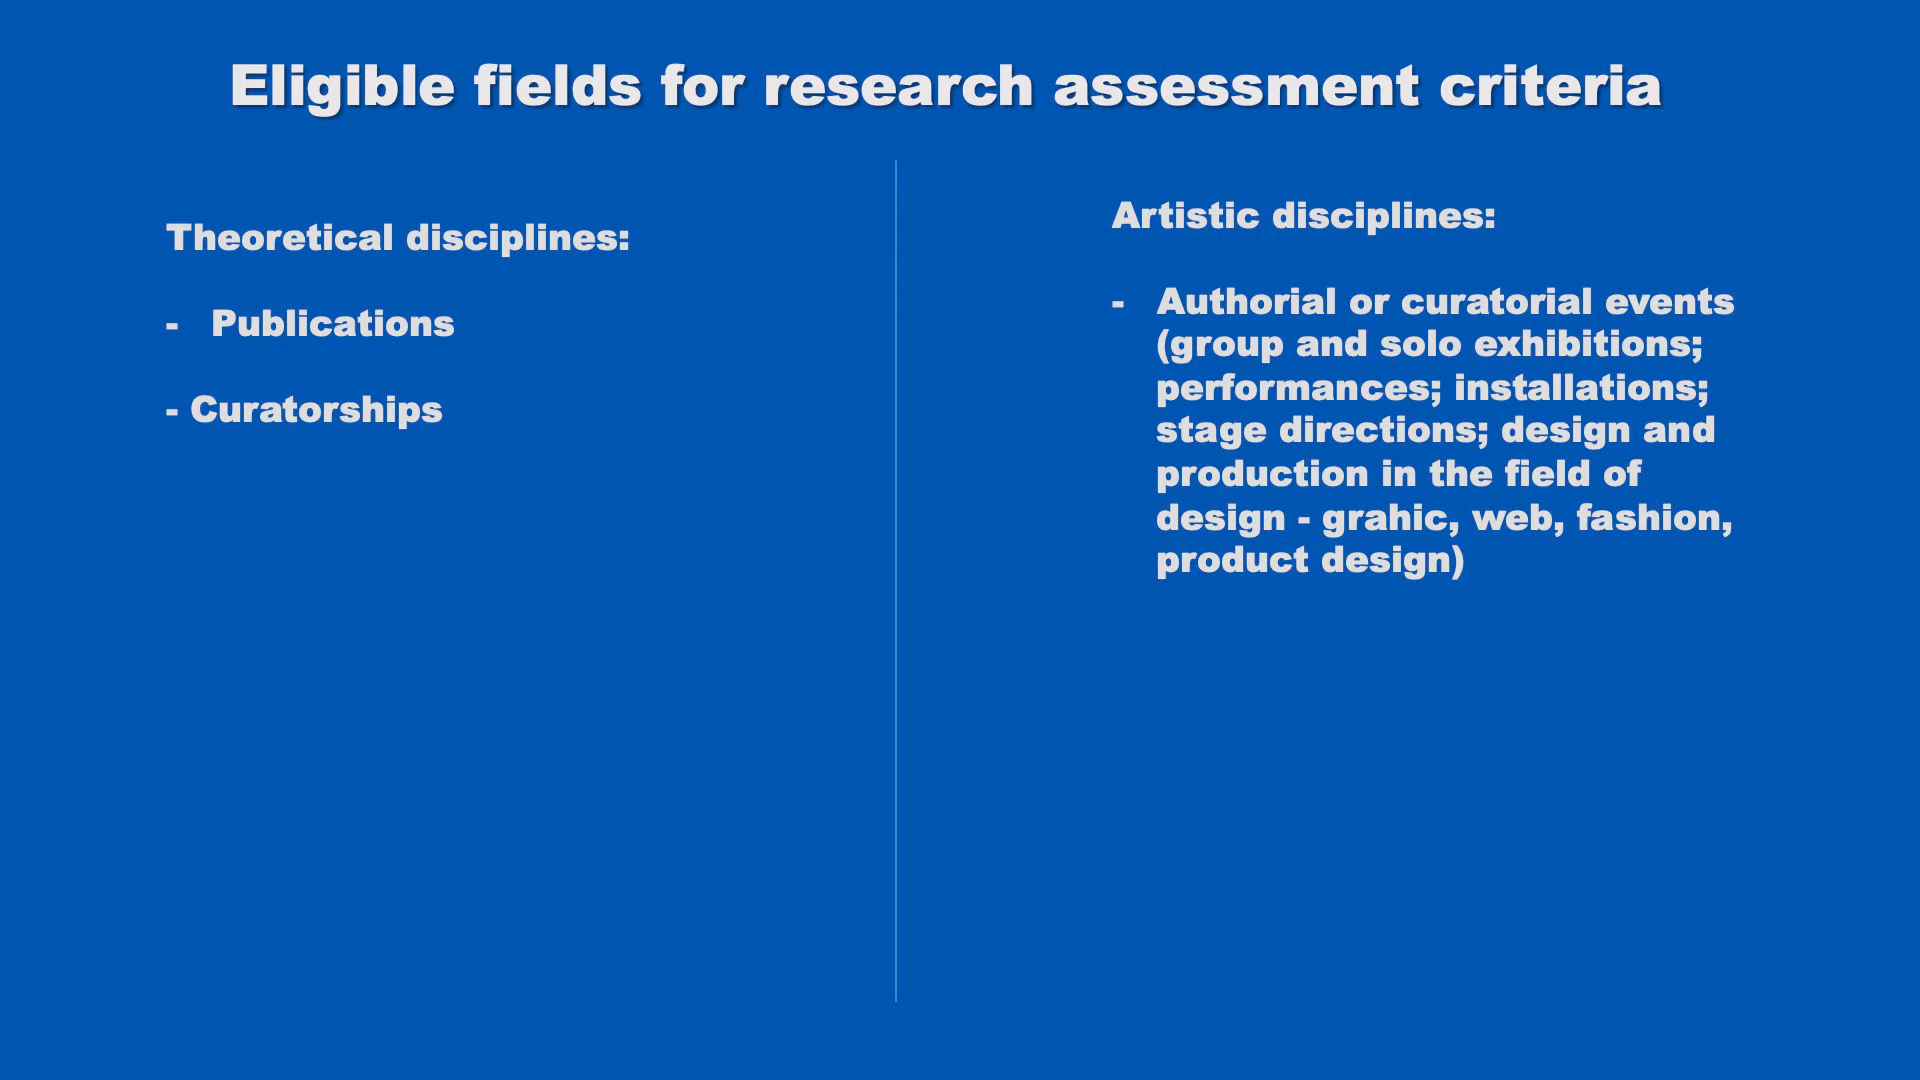 Eligible fields for research assessment criteria
Theoretical disciplines:
- Publications
- Curatorships
Artistic disciplines:
- Authorial or curatorial events
(group and solo exhibitions;
performances; installations;
stage directions; design and
production in the field of
design - grahic, web, fashion,
product design)